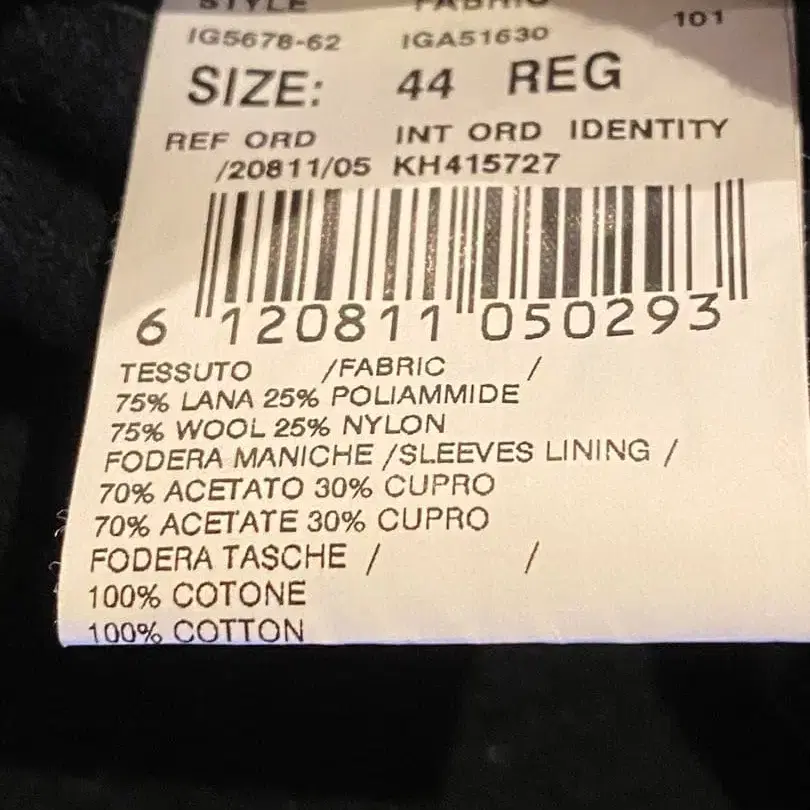 STYLE FABRIC
IG5678-62 IGA51630 101
SIZE: 44 REG
REF ORD INT ORD IDENTITY
/20811/05 KH415727
6 120811 050293
TESSUTO /FABRIC /
75% LANA 25% POLIAMMIDE
75% WOOL 25% NYLON
FODERA MANICHE /SLEEVES LINING /
70% ACETATO 30% CUPRO
70% ACETATE 30% CUPRO
FODERA TASCHE / /
100% COTONE
100% COTTON